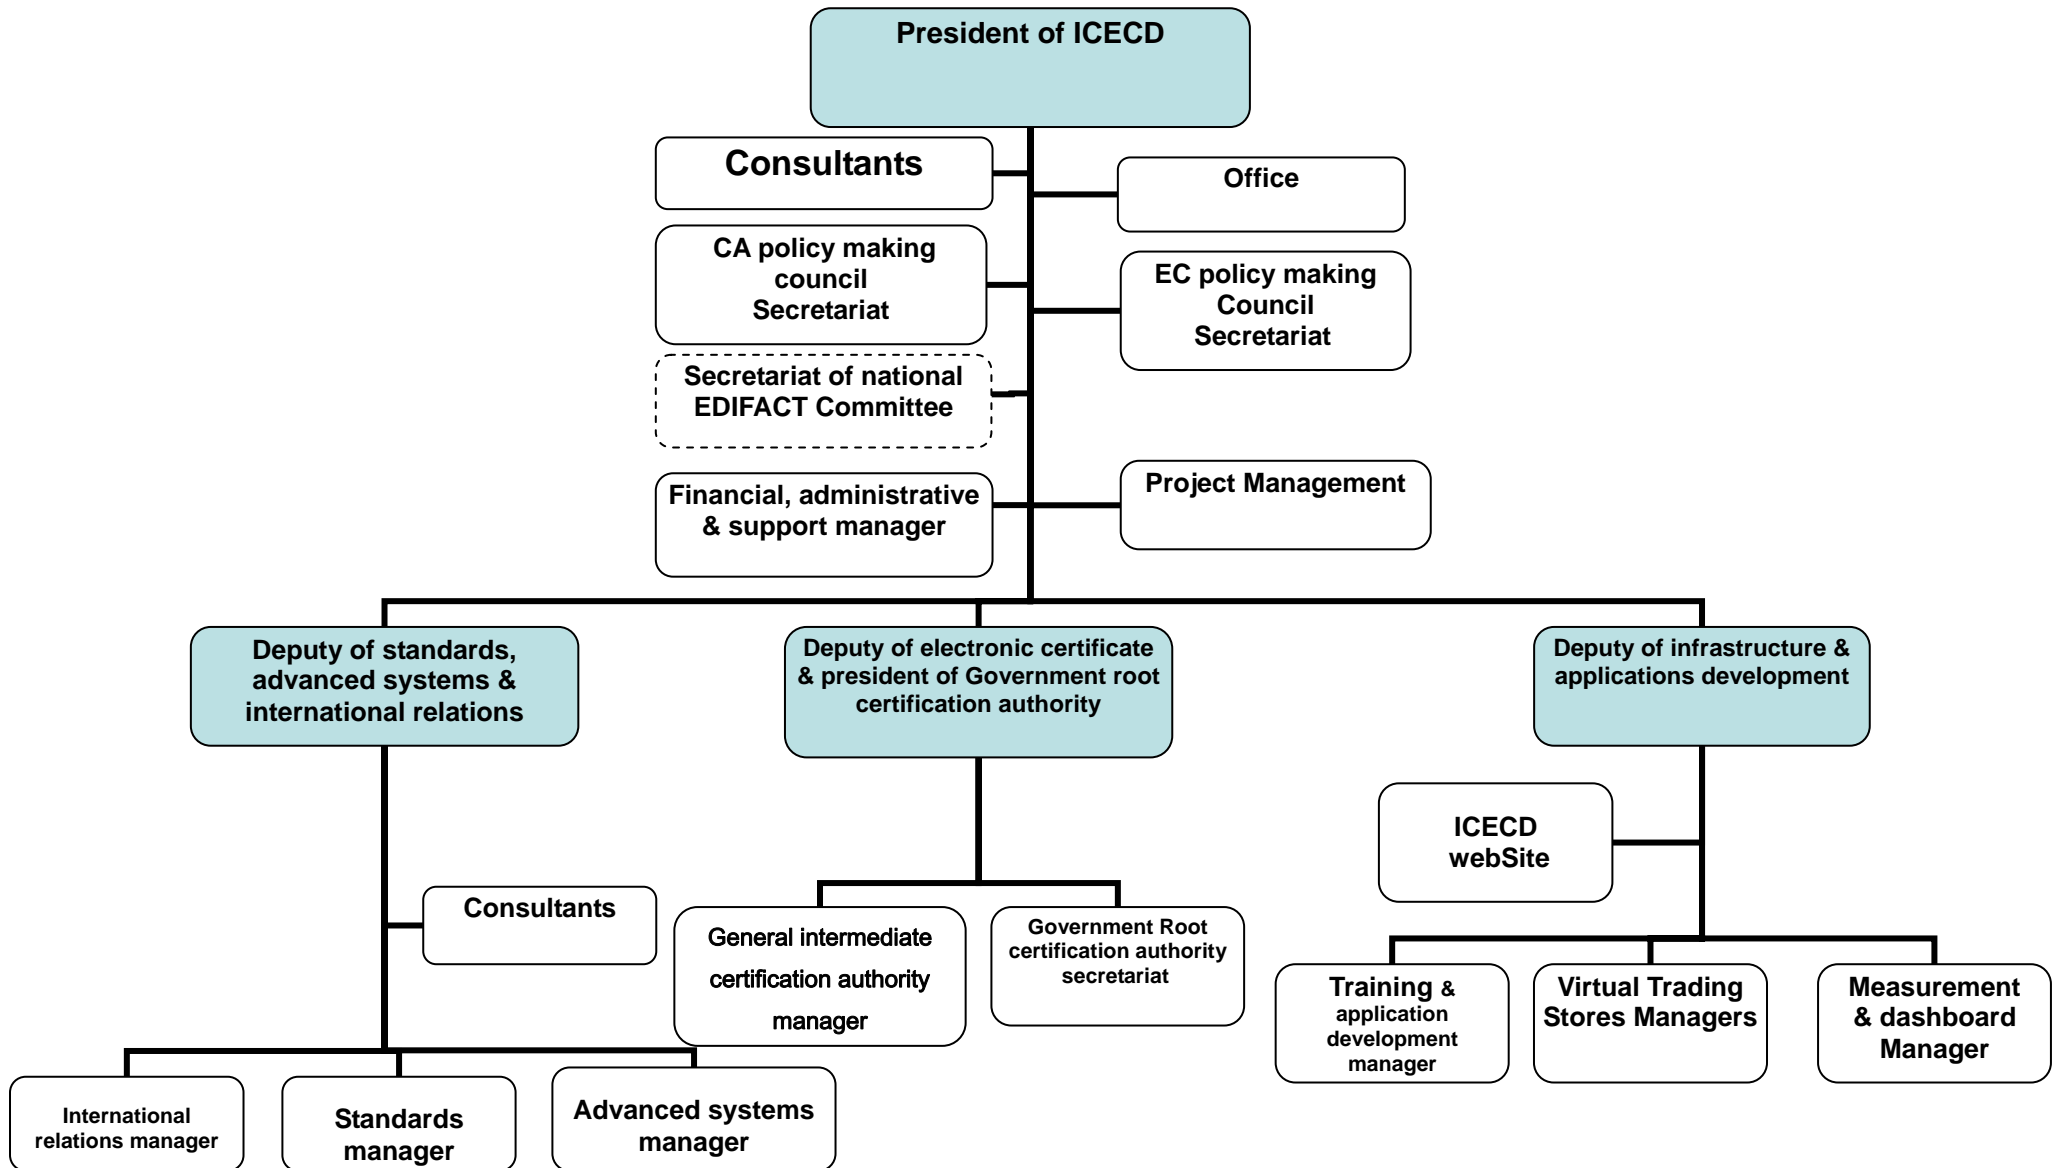 President of ICECD
Consultants
Office
CA policy making
council
Secretariat
EC policy making
Council
Secretariat
Secretariat of national
EDIFACT Committee
Financial, administrative
& support manager
Project Management
Deputy of standards,
advanced systems &
international relations
Deputy of electronic certificate
& president of Government root
certification authority
Deputy of infrastructure &
applications development
ICECD
webSite
Consultants
General intermediate
certification authority
manager
Government Root
certification authority
secretariat
Training &
application
development
manager
Virtual Trading
Stores Managers
Measurement
& dashboard
Manager
International
relations manager
Standards
manager
Advanced systems
manager